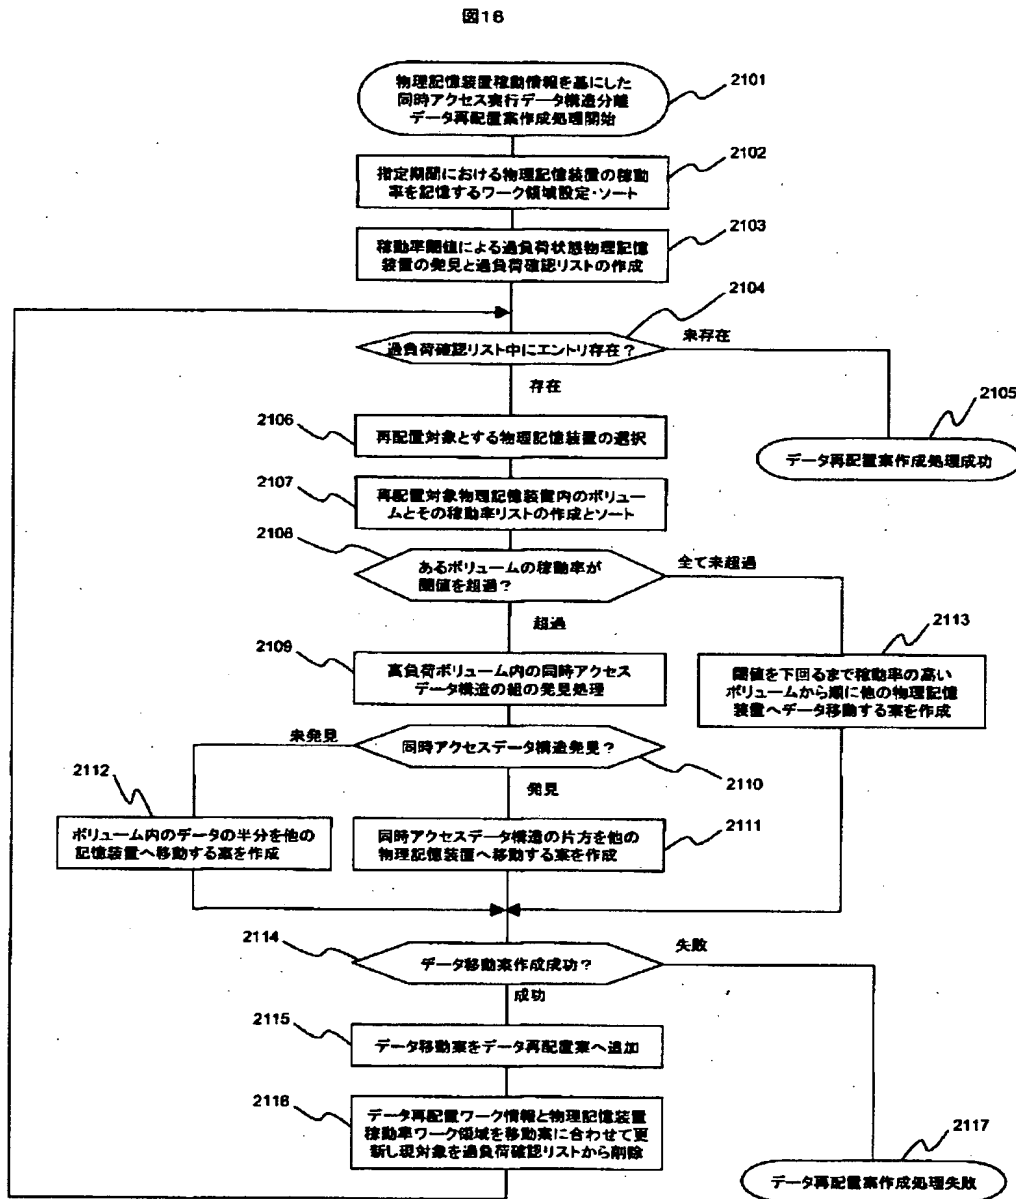 図16
物理記憶装置稼動情報を基にした
同時アクセス実行データ構造分離
データ再配置案作成処理開始
2101
指定期間における物理記憶装置の稼動
率を記憶するワーク領域設定・ソート
2102
稼動率閾値による過負荷状態物理記憶
装置の発見と過負荷確認リストの作成
2103
過負荷確認リスト中にエントリ存在？
2104
未存在
存在
2105
データ再配置案作成処理成功
2106
再配置対象とする物理記憶装置の選択
2107
再配置対象物理記憶装置内のボリュー
ムとその稼動率リストの作成とソート
2108
あるボリュームの稼動率が
閾値を超過？
全て未超過
超過
2113
閾値を下回るまで稼動率の高い
ボリュームから順に他の物理記憶
装置へデータ移動する案を作成
2109
高負荷ボリューム内の同時アクセス
データ構造の組の発見処理
未発見
同時アクセスデータ構造発見？
2110
発見
2112
ボリューム内のデータの半分を他の
記憶装置へ移動する案を作成
同時アクセスデータ構造の片方を他の
物理記憶装置へ移動する案を作成
2111
2114
データ移動案作成成功？
失敗
成功
2115
データ移動案をデータ再配置案へ追加
2116
データ再配置ワーク情報と物理記憶装置
稼動率ワーク領域を移動案に合わせて更
新し現対象を過負荷確認リストから削除
2117
データ再配置案作成処理失敗